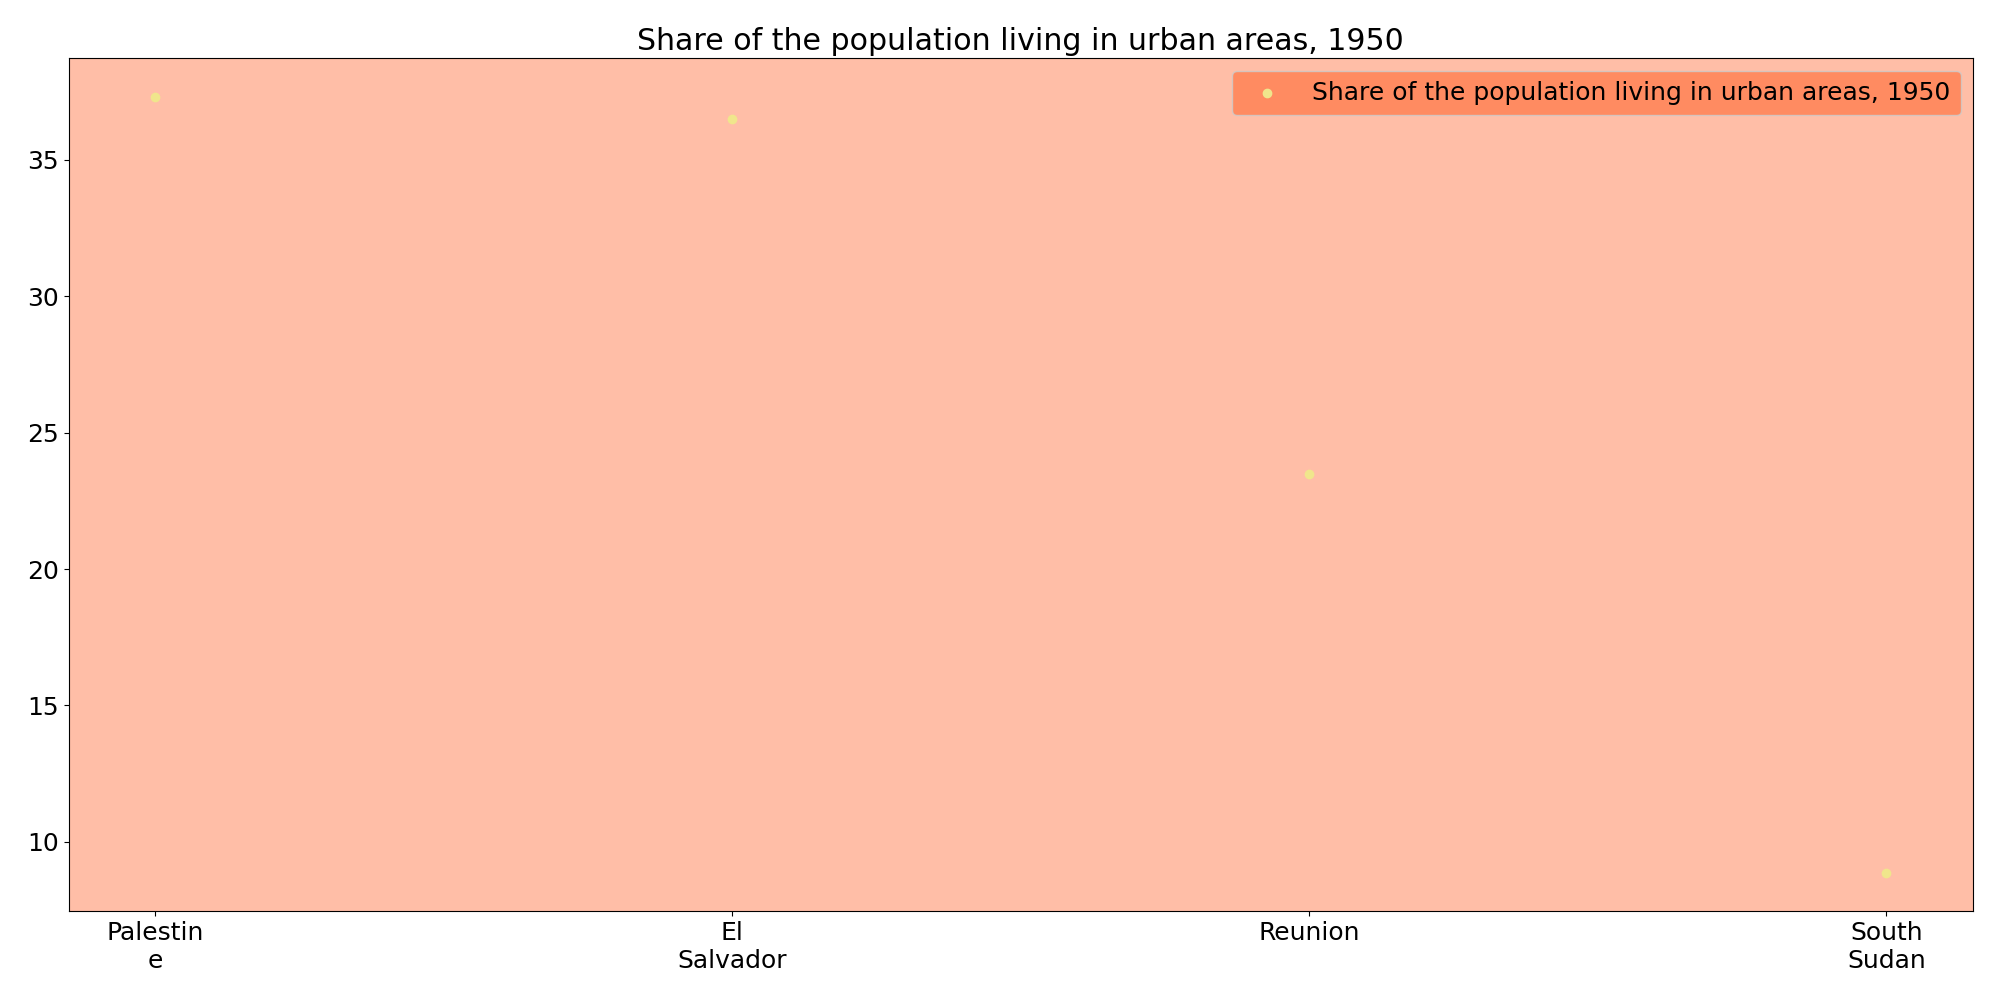 Share of the population living in urban areas, 1950
Share of the population living in urban areas, 1950
35
30
25
20
15
10
Palestin
e
El
Salvador
Reunion
South
Sudan